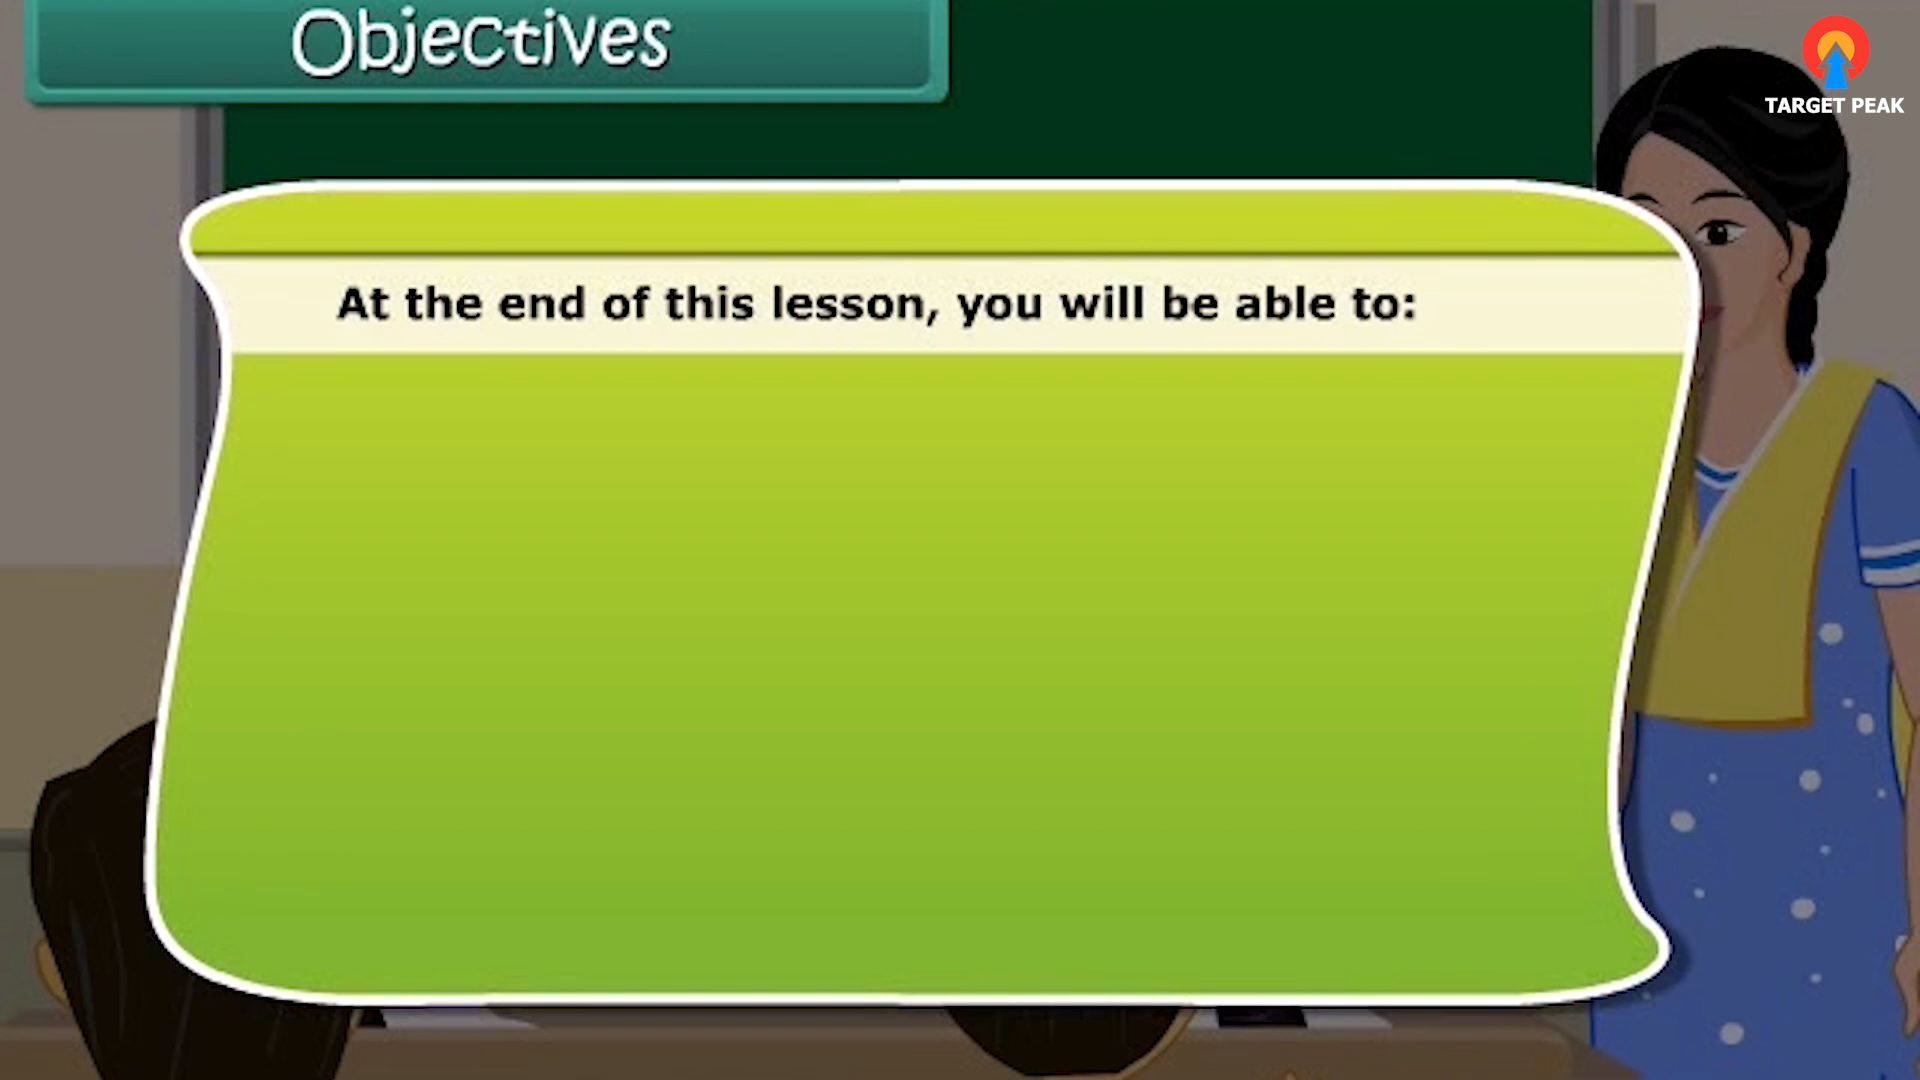 Objectives
TARGET PEAK
At the end of this lesson, you will be able to: